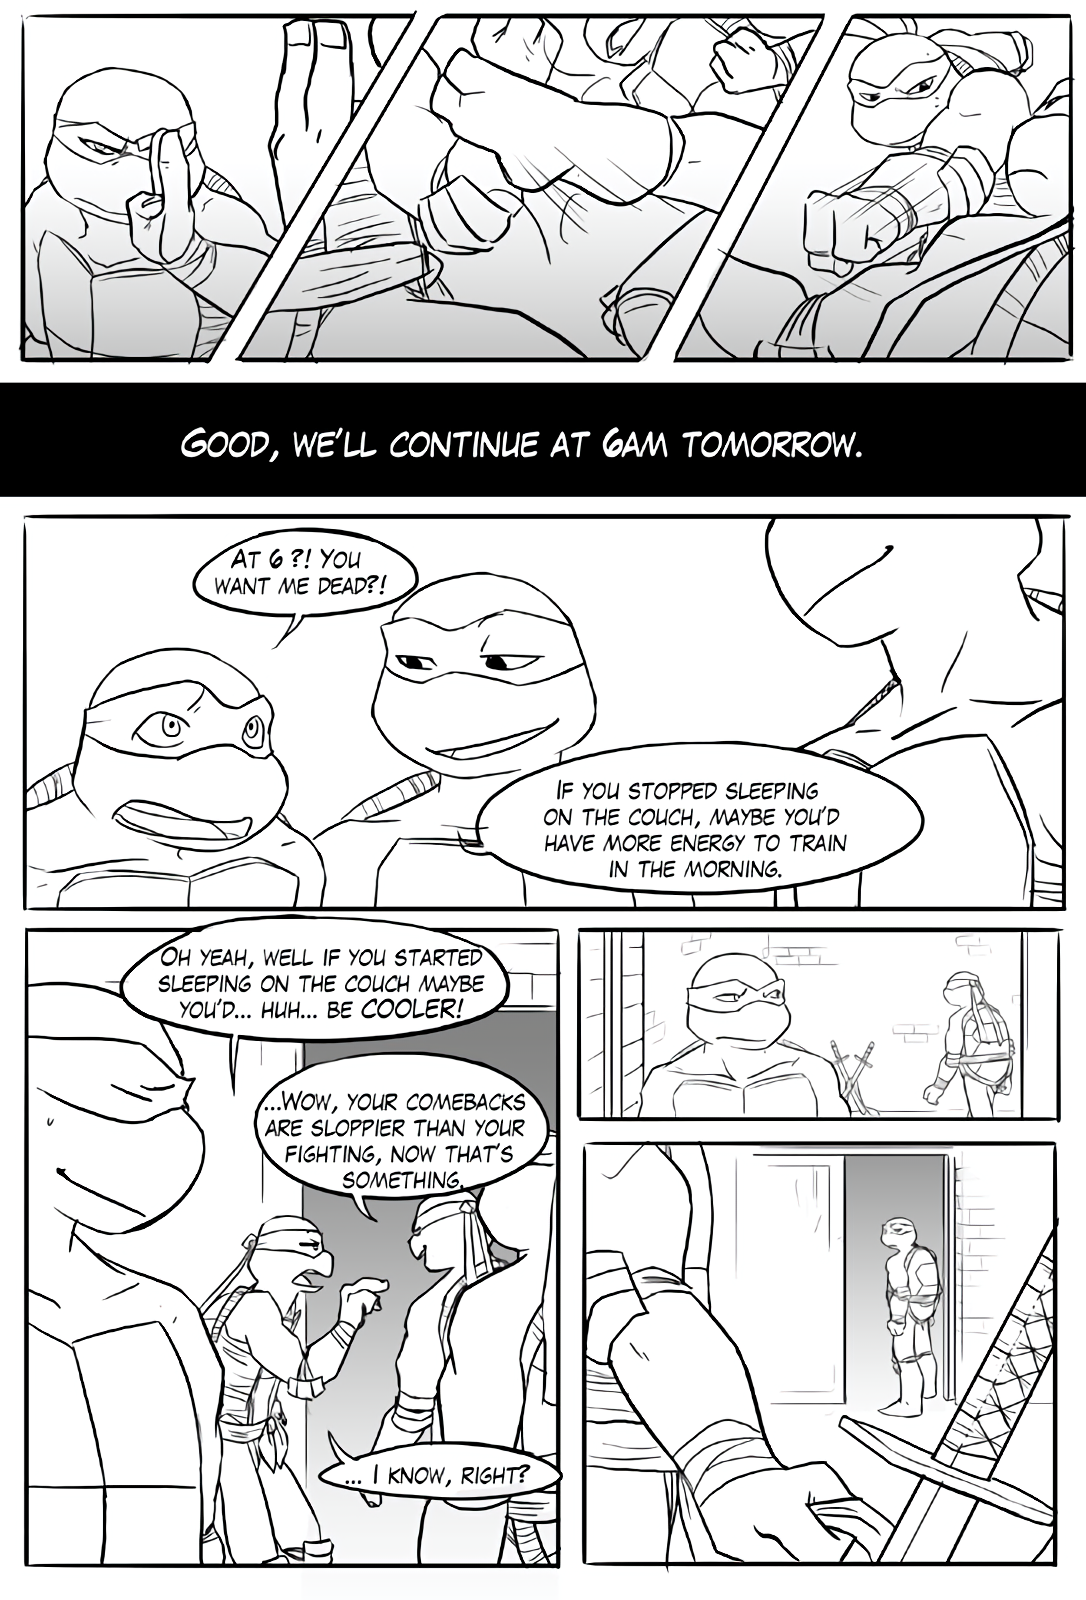 GOOD, WE'LL CONTINUE AT 6AM TOMORROW.
AT 6 ?! YOU
WANT ME DEAD?!
IF YOU STOPPED SLEEPING
ON THE COUCH, MAYBE YOU'D
HAVE MORE ENERGY TO TRAIN
IN THE MORNING.
OH YEAH, WELL IF YOU STARTED
SLEEPING ON THE COUCH MAYBE
YOU'D... HUH... BE COOLER!
...WOW, YOUR COMEBACKS
ARE SLOPPIER THAN YOUR
FIGHTING, NOW THAT'S
SOMETHING.
... I KNOW, RIGHT?